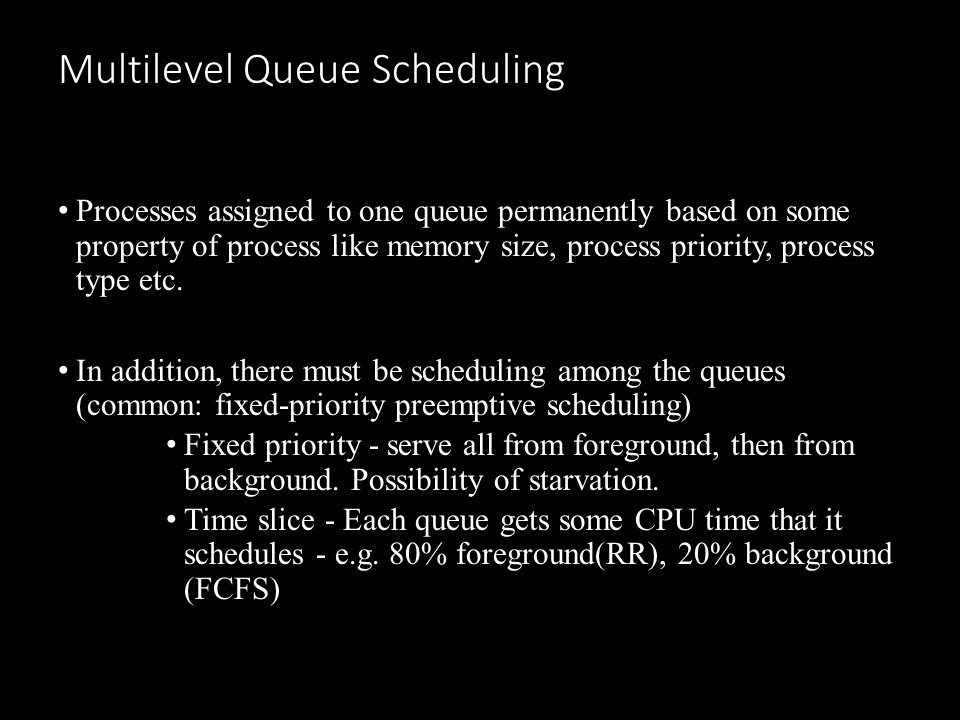 Multilevel Queue Scheduling
• Processes assigned to one queue permanently based on some
property of process like memory size, process priority, process
type etc.
• In addition, there must be scheduling among the queues
(common: fixed-priority preemptive scheduling)
• Fixed priority - serve all from foreground, then from
background. Possibility of starvation.
• Time slice - Each queue gets some CPU time that it
schedules - e.g. 80% foreground(RR), 20% background
(FCFS)